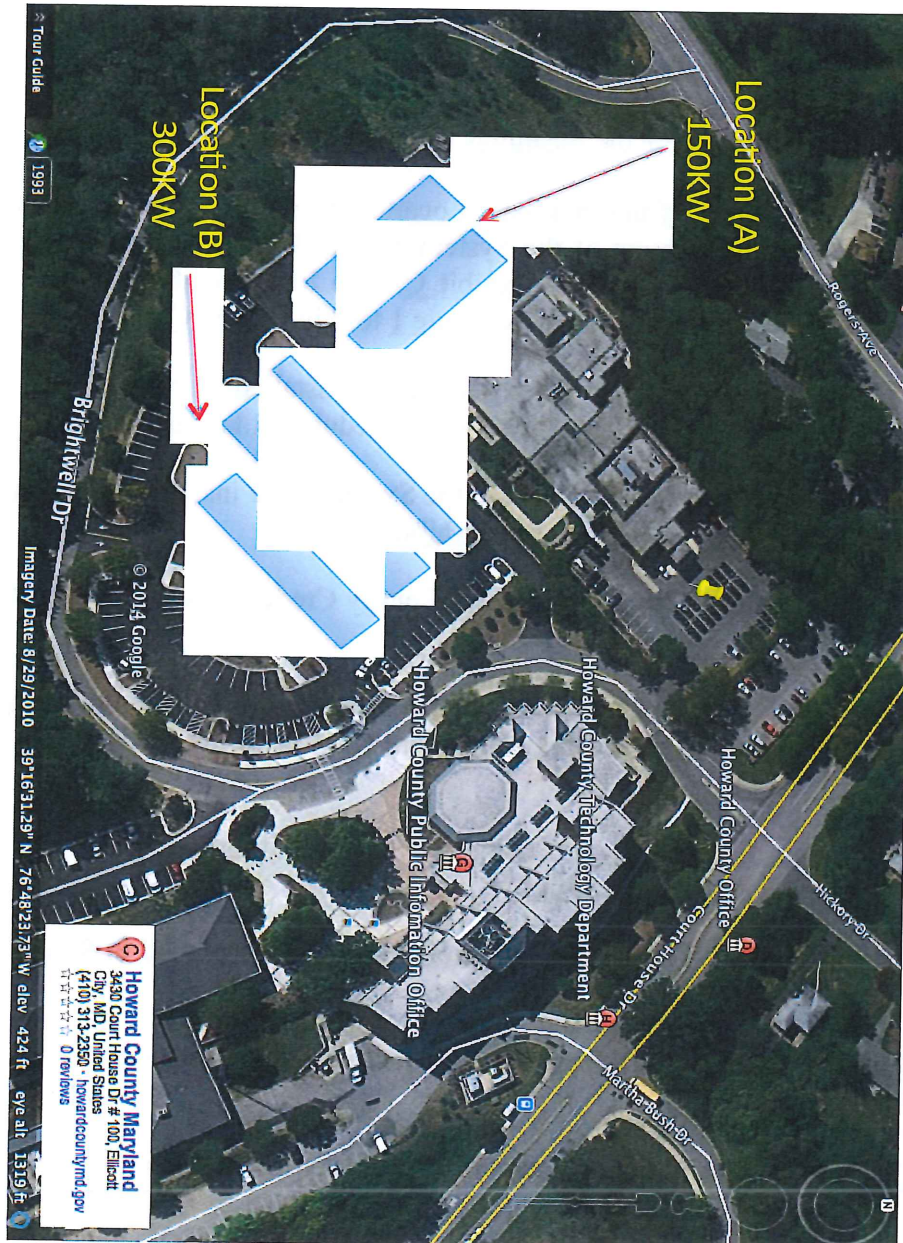 N
Location (A)
150KW
Rogers Ave
Hickory Dr
Howard County Office
D
Court House Dr
H
Martha Bush Dr
Howard County Technology Department
G
Howard County Public Infomation Office
Location (B)
300KW
Brightwell Dr
© 2014 Google
C
Howard County Maryland
3430 Court House Dr # 100, Ellicott
City, MD, United States
(410) 313-2350 - howardcountymd.gov
0 reviews
Tour Guide
1993
Imagery Date: 8/29/2010 39°16'31.29" N 76°48'23.73" W elev 424 ft eye alt 1319 ft